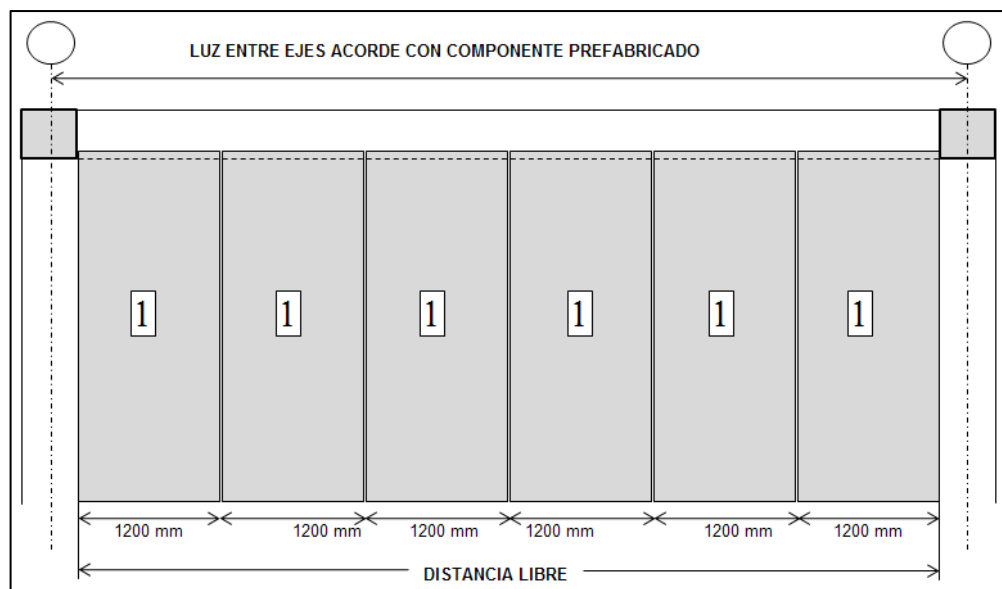 LUZ ENTRE EJES ACORDE CON COMPONENTE PREFABRICADO
1 1 1 1 1 1
1200 mm 1200 mm 1200 mm 1200 mm 1200 mm 1200 mm
DISTANCIA LIBRE